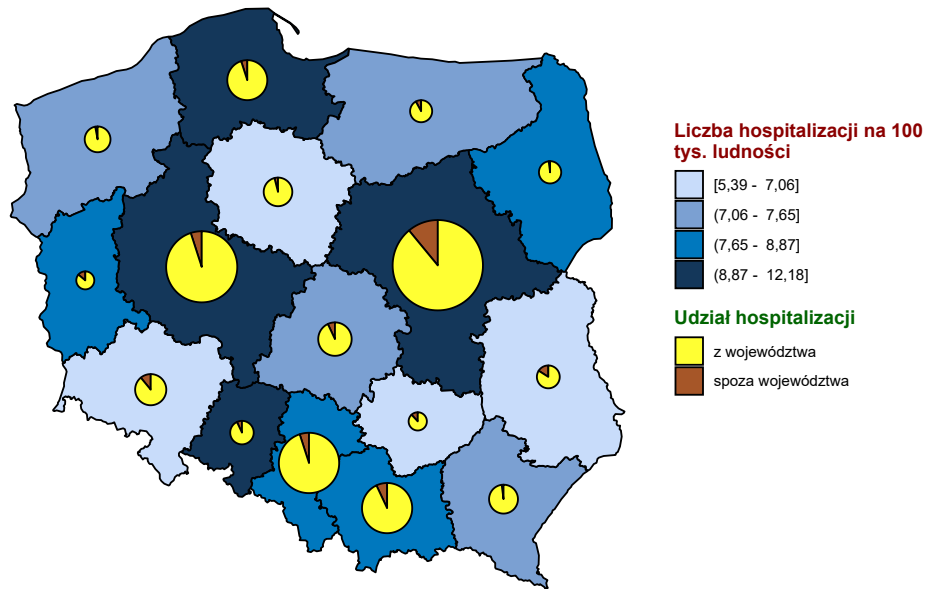 Liczba hospitalizacji na 100
tys. ludności
[5,39 - 7,06]
(7,06 - 7,65]
(7,65 - 8,87]
(8,87 - 12,18]
Udział hospitalizacji
z województwa
spoza województwa